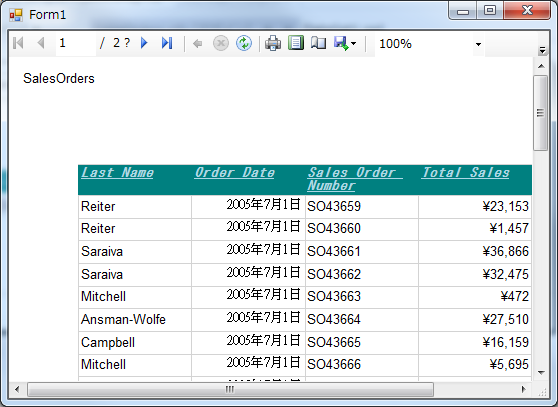 Form1
1 / 2 ? 100%
SalesOrders
Last Name Order Date Sales Order Total Sales
Number
Reiter 2005年7月1日 SO43659 ¥23,153
Reiter 2005年7月1日 SO43660 ¥1,457
Saraiva 2005年7月1日 SO43661 ¥36,866
Saraiva 2005年7月1日 SO43662 ¥32,475
Mitchell 2005年7月1日 SO43663 ¥472
Ansman-Wolfe 2005年7月1日 SO43664 ¥27,510
Campbell 2005年7月1日 SO43665 ¥16,159
Mitchell 2005年7月1日 SO43666 ¥5,695